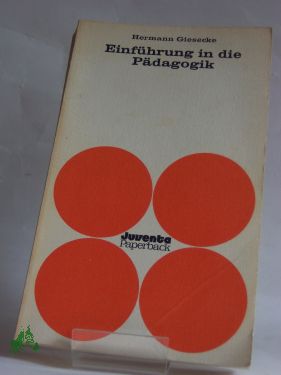 Hermann Giesecke
Einführung in die
Pädagogik
Juventa
Paperback